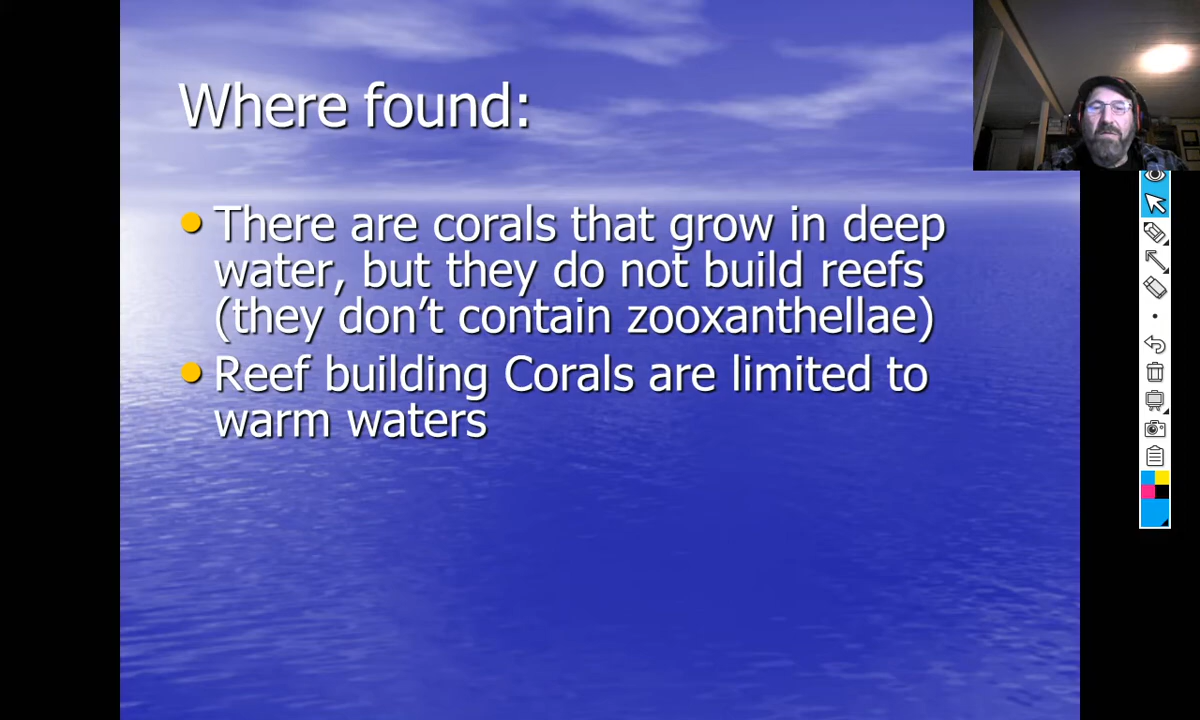 Where found:
There are corals that grow in deep
water, but they do not build reefs
(they don’t contain zooxanthellae)
Reef building Corals are limited to
warm waters